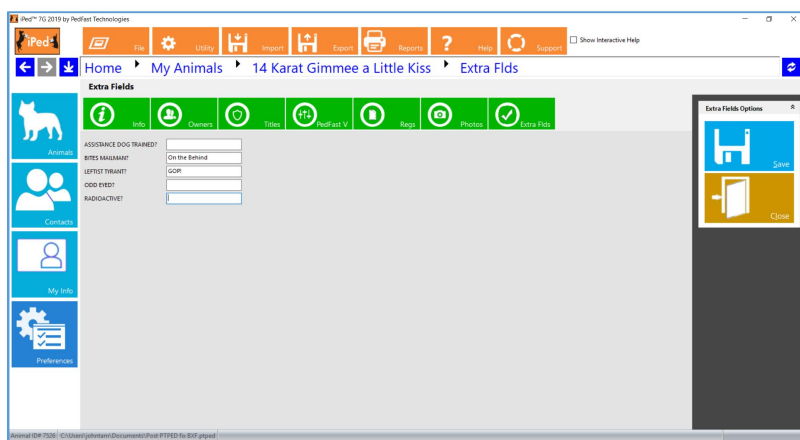 iPed™ 7G 2019 by PedFast Technologies
iPed
File
Utility
Import
Export
Reports
Help
Support
Show Interactive Help
Home My Animals 14 Karat Gimmee a Little Kiss Extra Flds
Extra Fields
Info
Owners
Titles
PedFast V
Regs
Photos
Extra Flds
Extra Fields Options
Animals
Contacts
My Info
Preferences
ASSISTANCE DOG TRAINED?
BITES MAILMAN? On the Behind
LEFTIST TYRANT? GOP!
ODD EYED?
RADIOACTIVE?
Save
Close
Animal ID# 7526 C:\Users\johntam\Documents\Post PTPED fix BXF.ptped